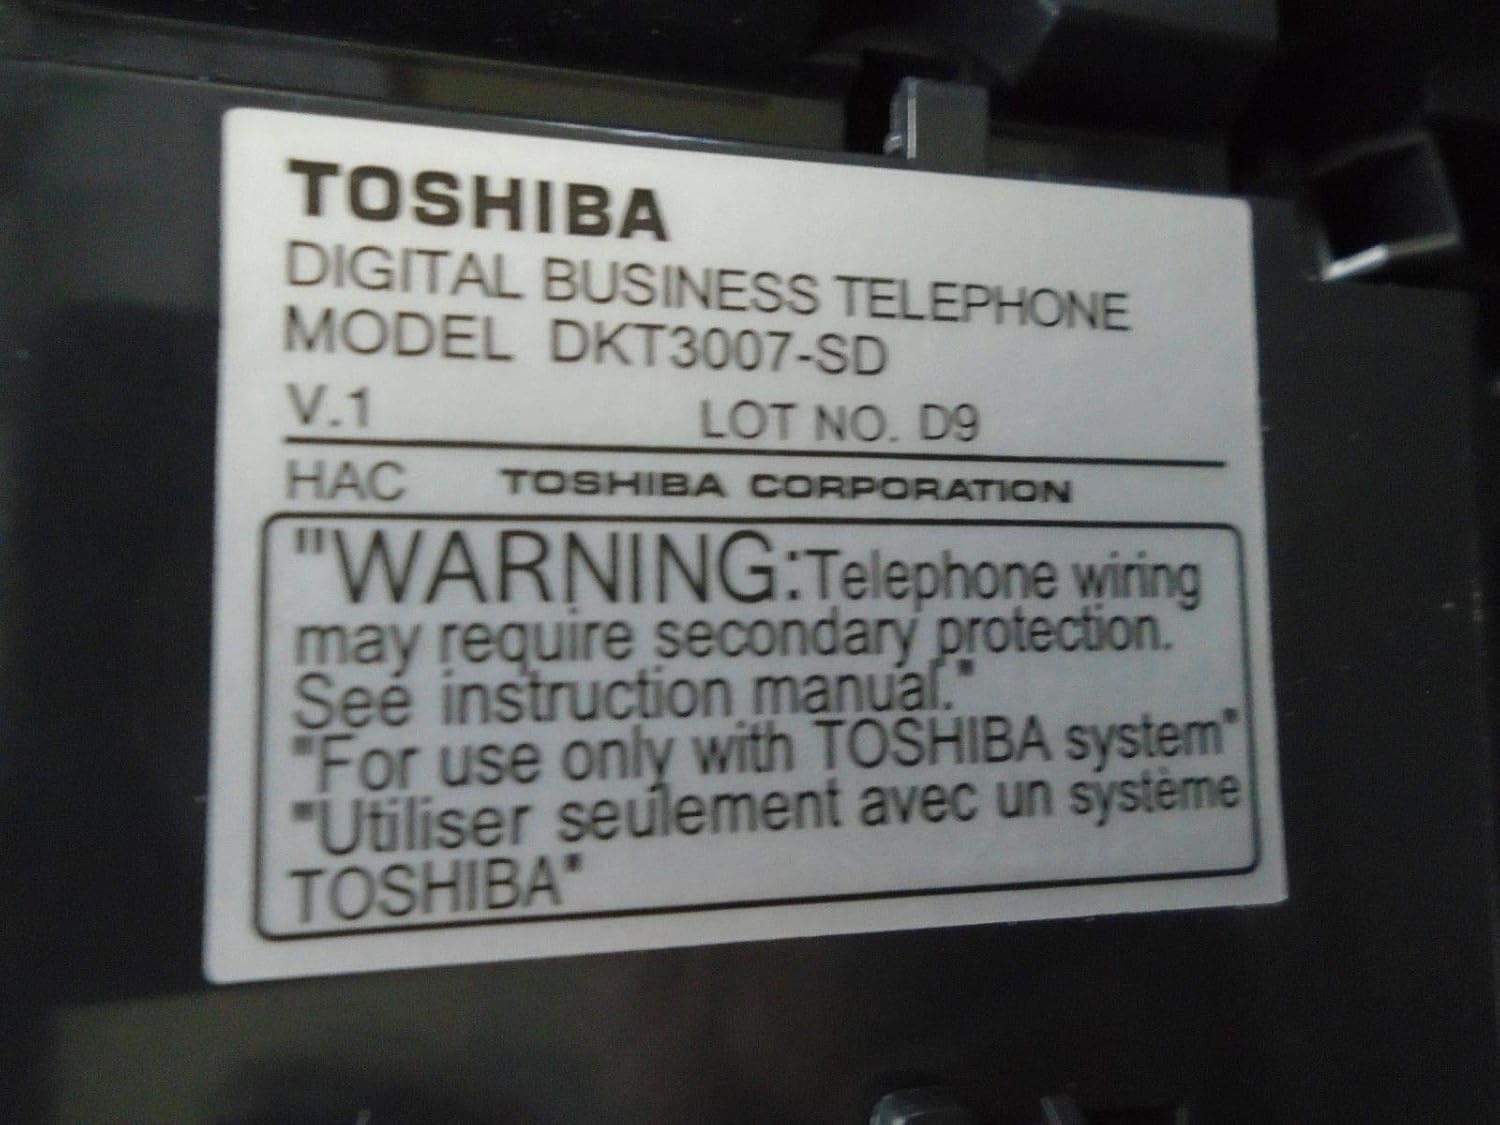 TOSHIBA
DIGITAL BUSINESS TELEPHONE
MODEL DKT3007-SD
V.1 LOT NO. D9
HAC TOSHIBA CORPORATION
"WARNING:Telephone wiring
may require secondary protection.
See instruction manual."
"For use only with TOSHIBA system"
"Utiliser seulement avec un système
TOSHIBA"